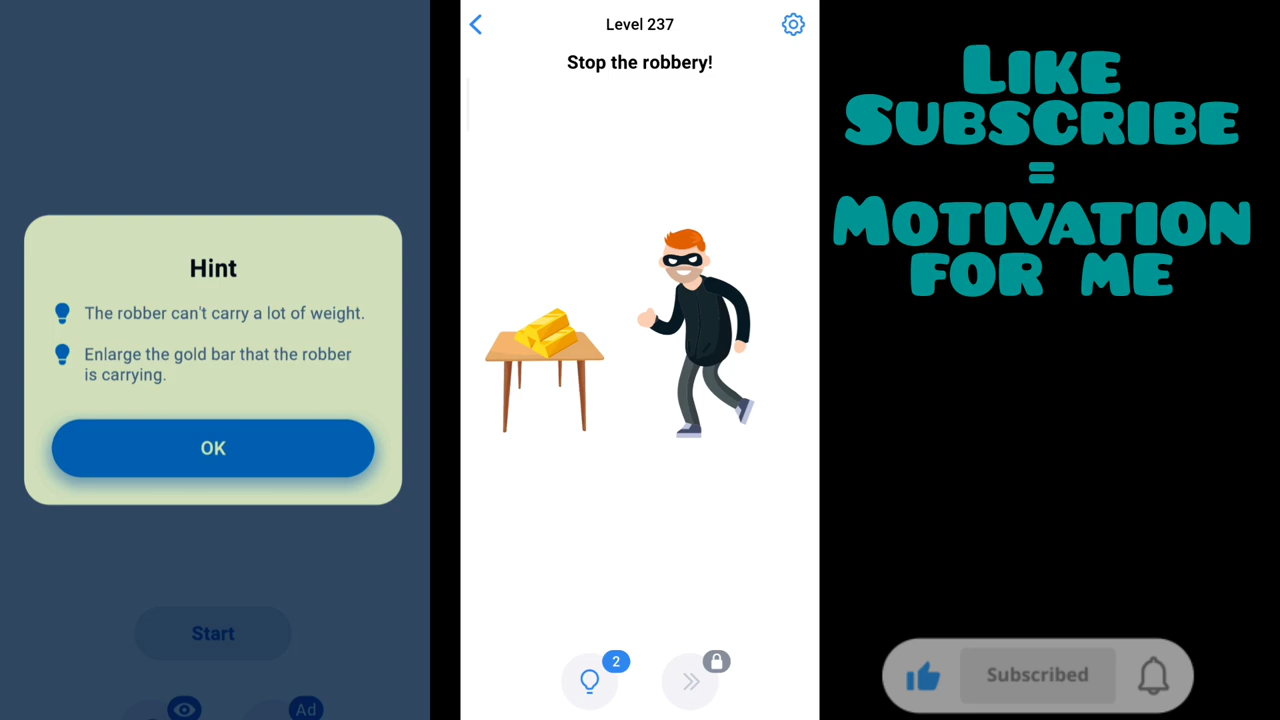 Hint
The robber can't carry a lot of weight.
Enlarge the gold bar that the robber
is carrying.
OK
Start
Ad
Level 237
Stop the robbery!
2
LIKE
SUBSCRIBE
=
MOTIVATION
FOR ME
Subscribed